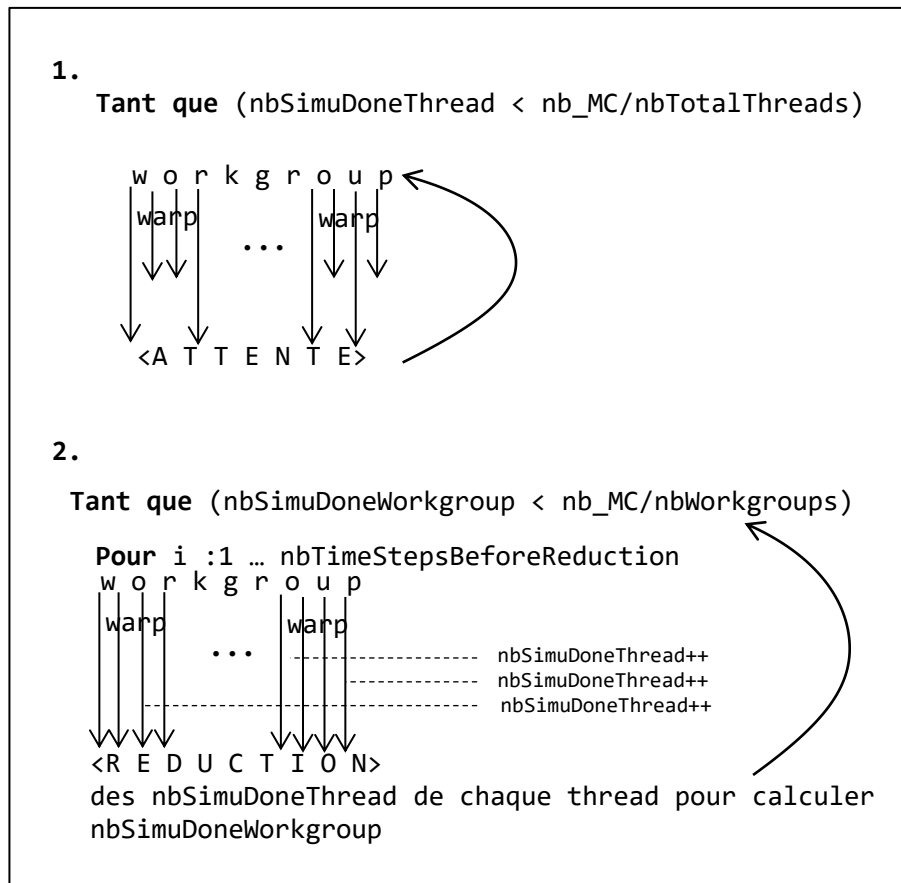 1.
Tant que (nbSimuDoneThread < nb_MC/nbTotalThreads)
w o r k g r o u p
warp ... warp
<A T T E N T E>
2.
Tant que (nbSimuDoneWorkgroup < nb_MC/nbWorkgroups)
Pour i :1 … nbTimeStepsBeforeReduction
w o r k g r o u p
warp ... warp
nbSimuDoneThread++
nbSimuDoneThread++
nbSimuDoneThread++
<R E D U C T I O N>
des nbSimuDoneThread de chaque thread pour calculer
nbSimuDoneWorkgroup